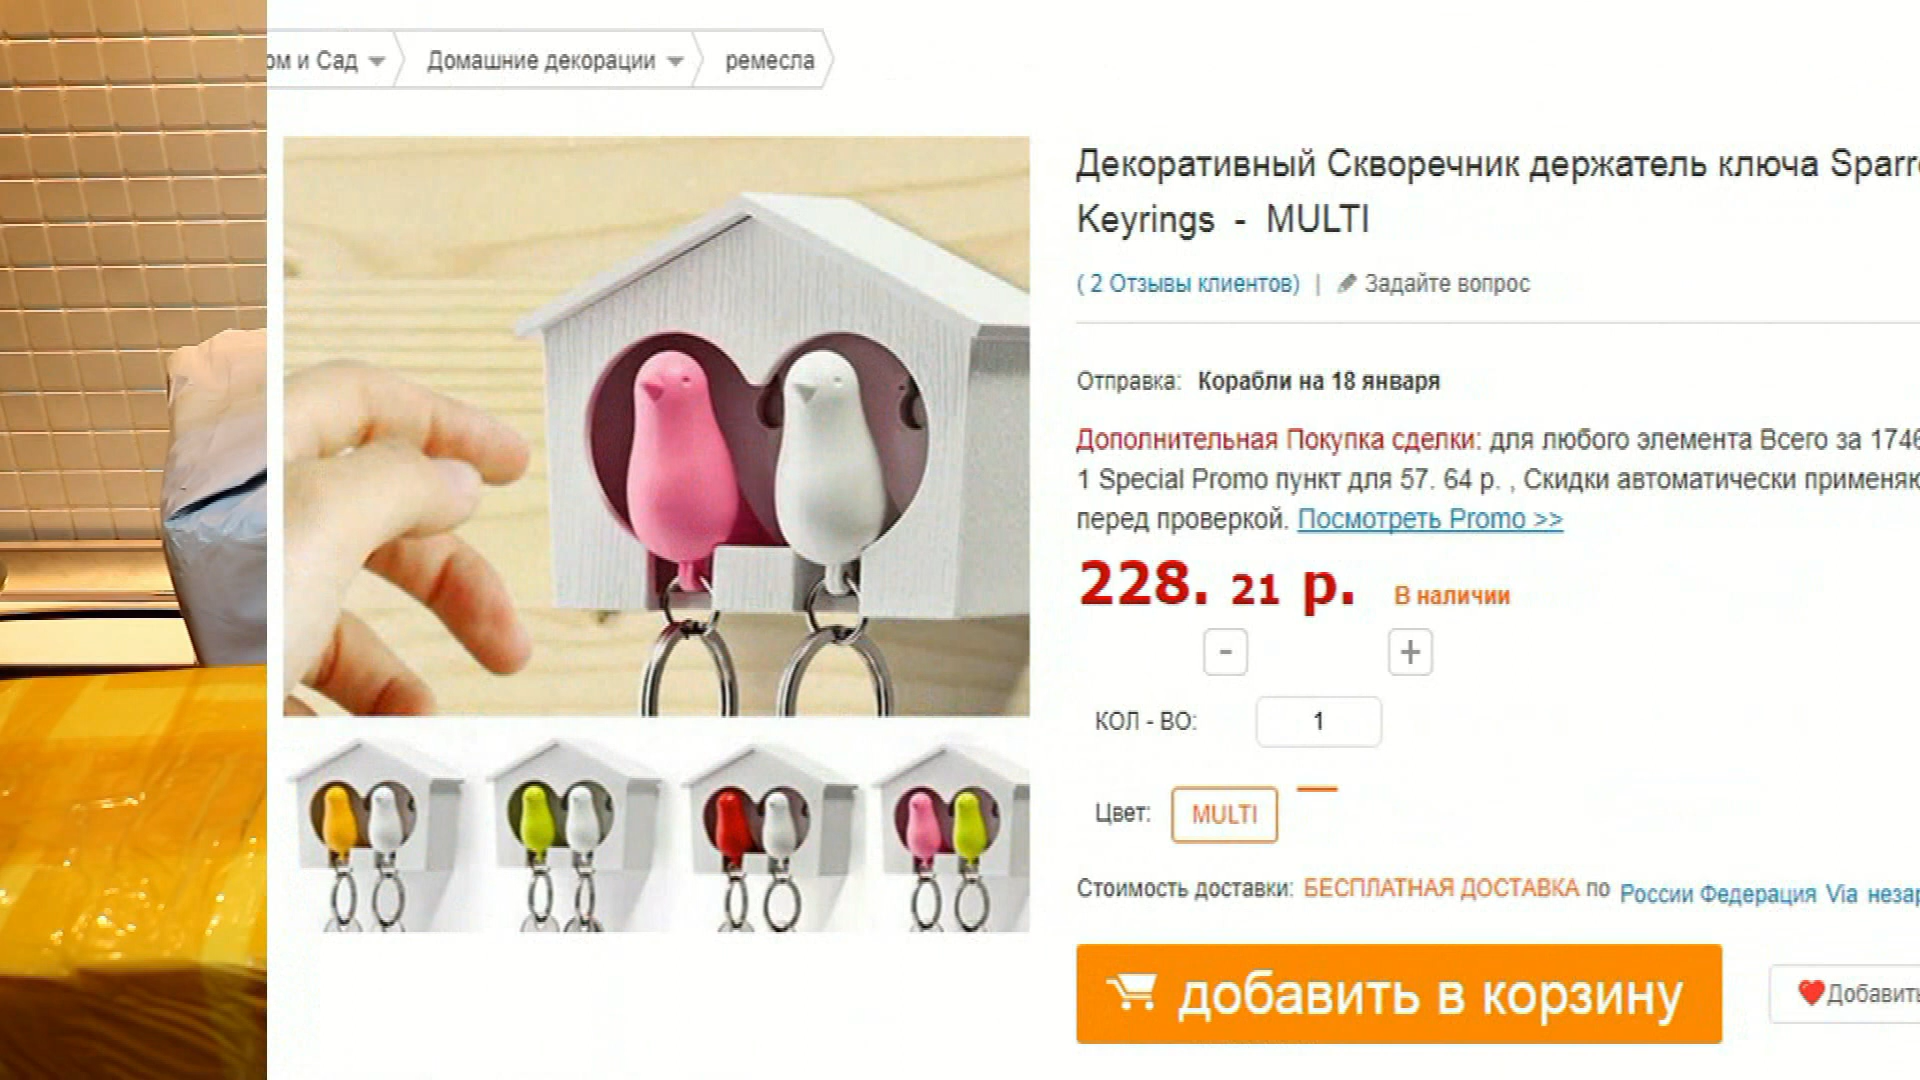 и Сад
Домашние декорации
ремесла
Декоративный Скворечник держатель ключа
Keyrings - MULTI
( 2 Отзывы клиентов) | Задайте вопрос
Отправка: Корабли на 18 января
Дополнительная Покупка сделки: для любого элемента Всего за 1746
1 Special Promo пункт для 57. 64 р. , Скидки автоматически
перед проверкой. Посмотреть Promo >>
228. 21 р. В наличии
- +
КОЛ - ВО: 1
Цвет: MULTI
Стоимость доставки: БЕСПЛАТНАЯ ДОСТАВКА по России Федерация Via
добавить в корзину
Добавить